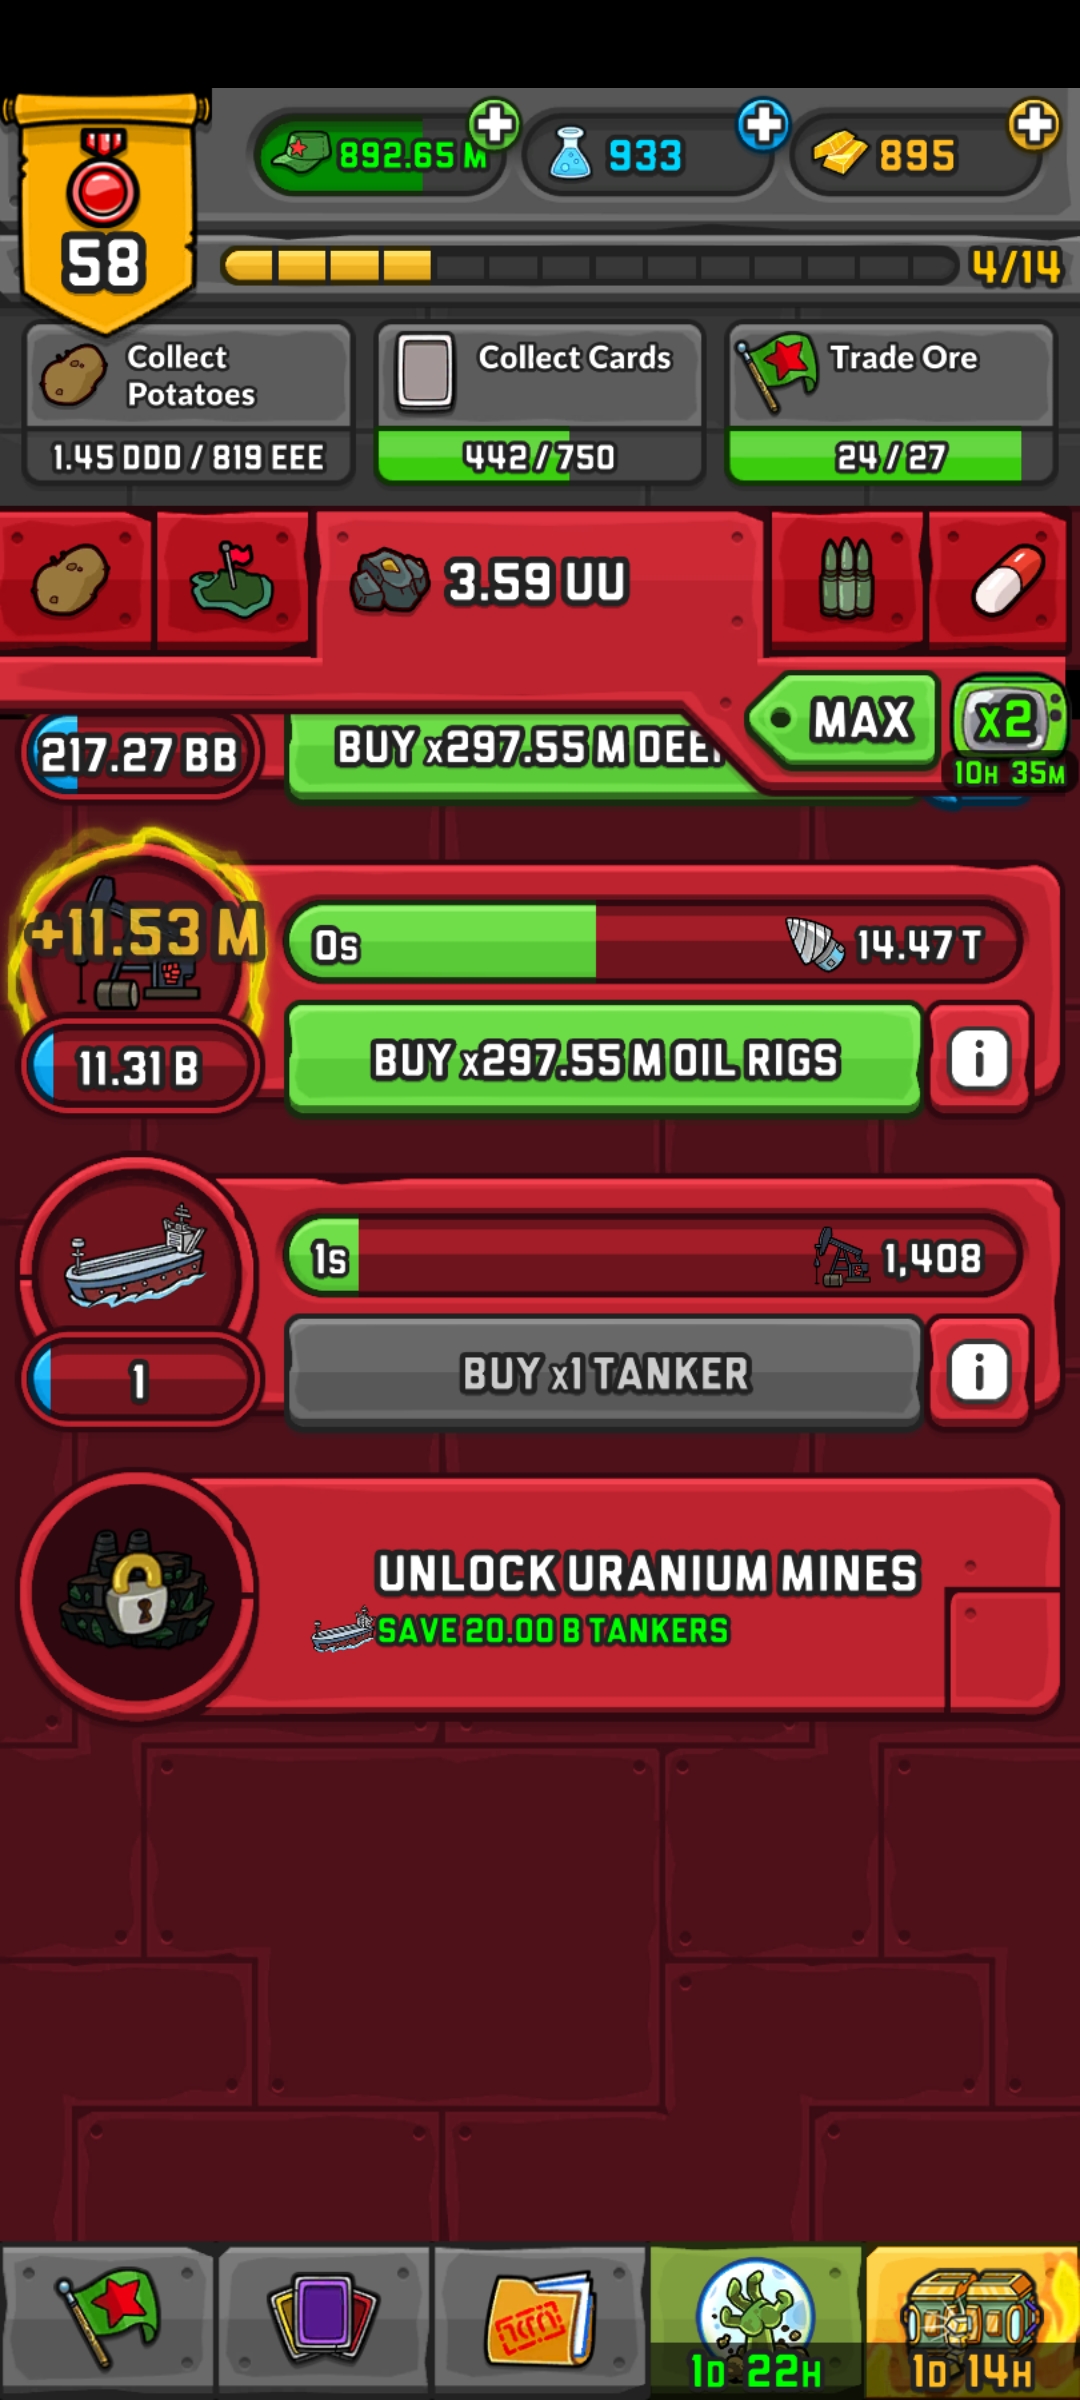 58
892.65 M
933
895
4/14
Collect
Potatoes
1.45 DDD / 819 EEE
Collect Cards
442/750
Trade Ore
24/27
3.59 UU
MAX
x2
10H 35M
217.27 BB
BUY x297.55 M
+11.53 M
0s
14.47 T
11.31 B
BUY x297.55 M OIL RIGS
i
1s
1,408
1
BUY x1 TANKER
i
UNLOCK URANIUM MINES
SAVE 20.00 B TANKERS
1D 22H
1D 14H